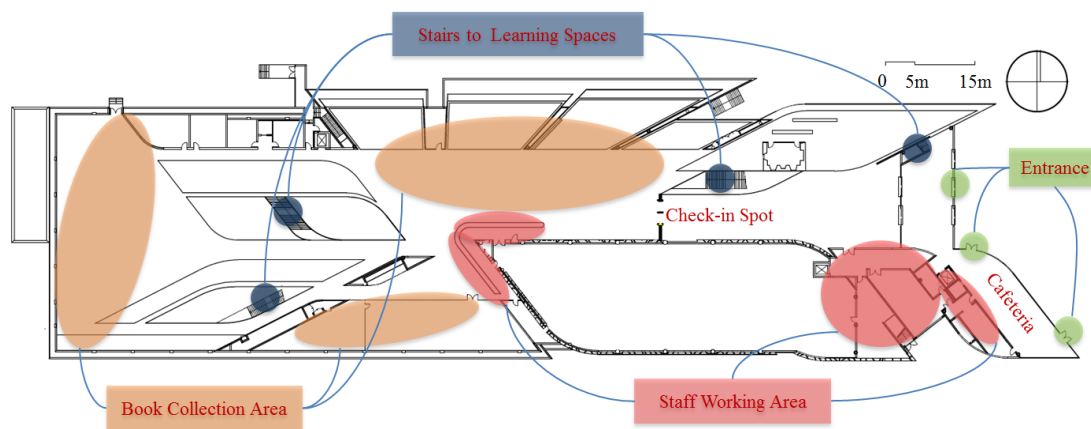 Stairs to Learning Spaces
0 5m 15m
Entrance
Check-in Spot
Cafeteria
Book Collection Area
Staff Working Area